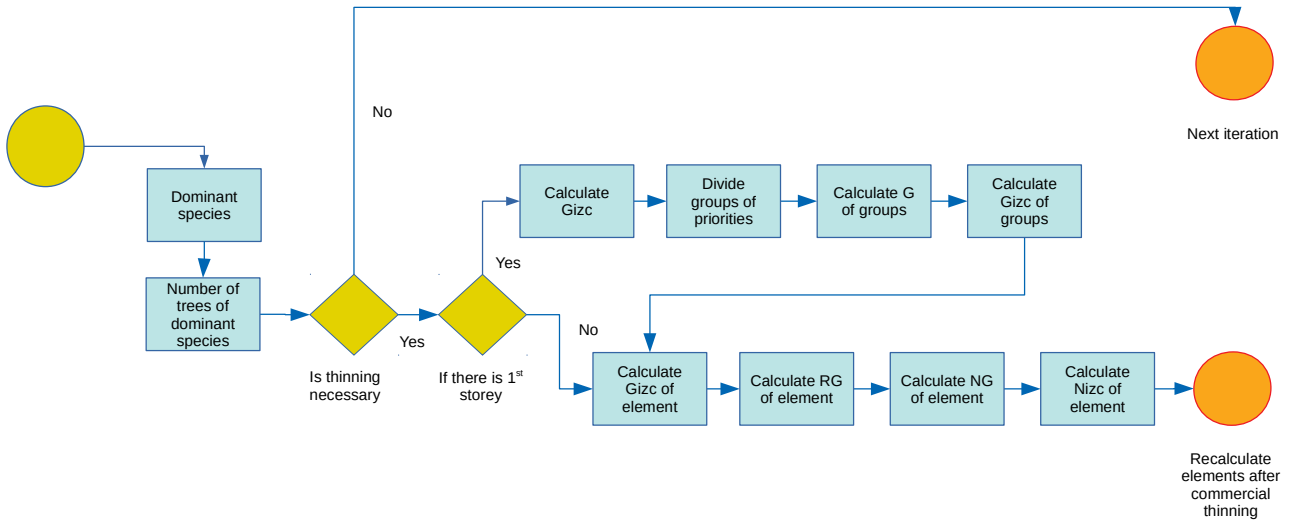 No
Next iteration
Dominant
species
Calculate
Gizc
Divide
groups of
priorities
Calculate G
of groups
Calculate
Gizc of
groups
Number of
trees of
dominant
species
Yes
Is thinning
necessary
Yes
If there is 1st
storey
No
Calculate
Gizc of
element
Calculate RG
of element
Calculate NG
of element
Calculate
Nizc of
element
Recalculate
elements after
commercial
thinning